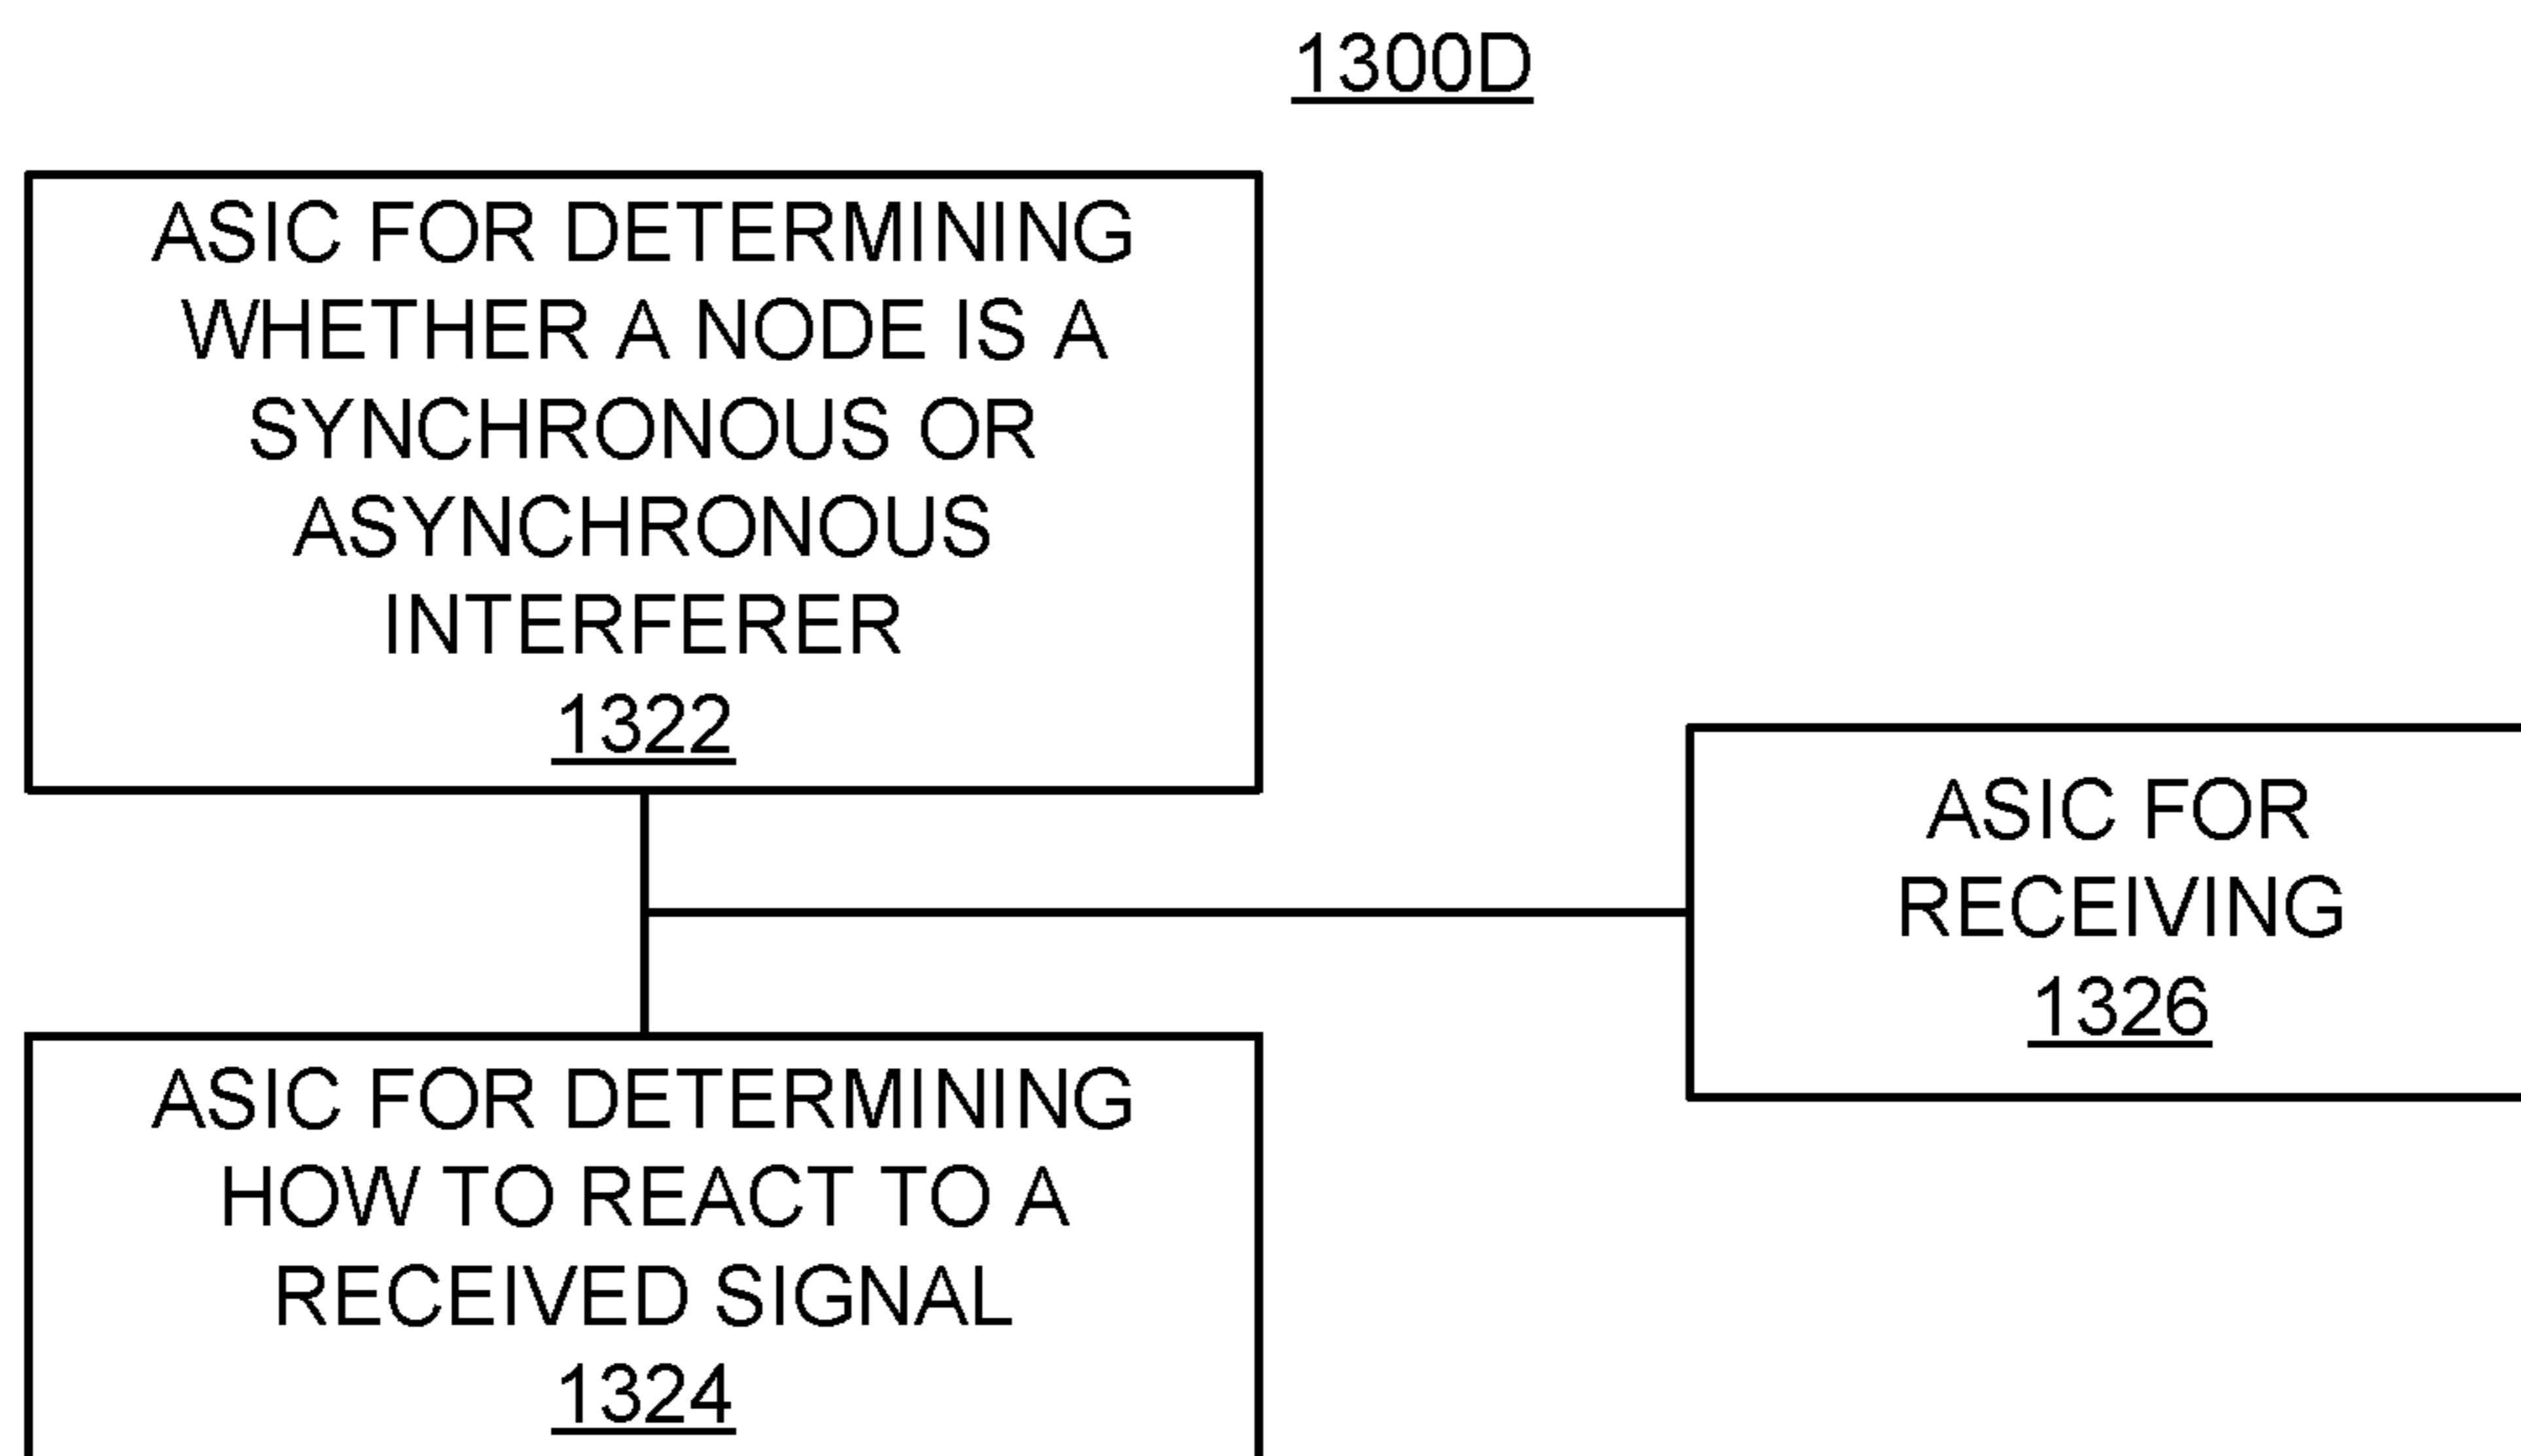 1300D
ASIC FOR DETERMINING
WHETHER A NODE IS A
SYNCHRONOUS OR
ASYNCHRONOUS
INTERFERER
1322
ASIC FOR
RECEIVING
1326
ASIC FOR DETERMINING
HOW TO REACT TO A
RECEIVED SIGNAL
1324